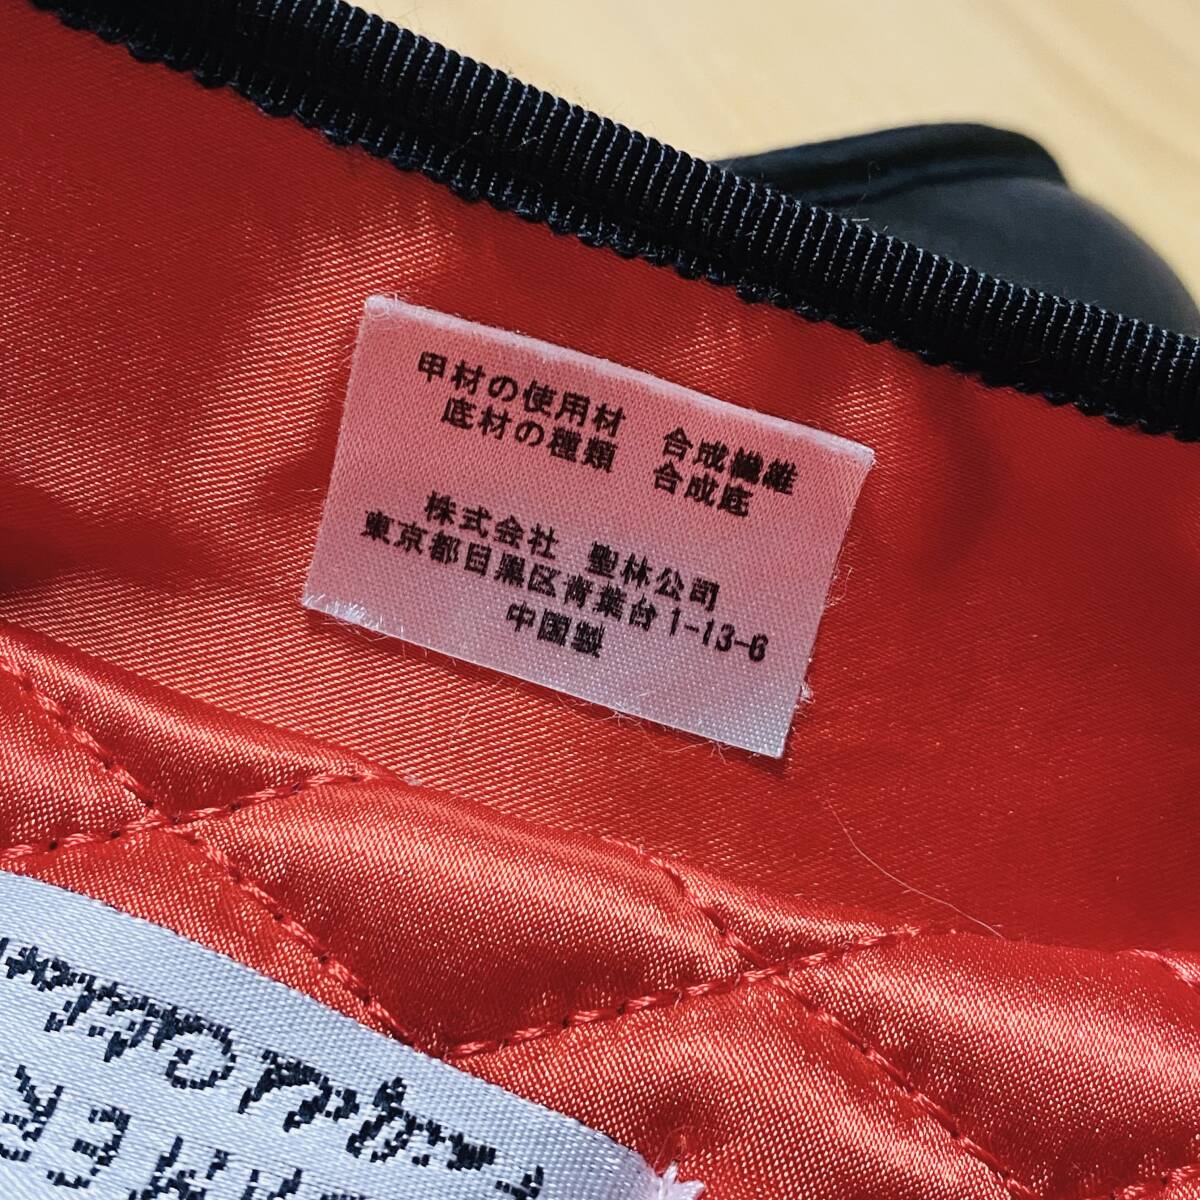 甲材の使用材　合成繊維
底材の種類　合成底
株式会社　聖林公司
東京都目黒区青葉台1-13-6
中国製